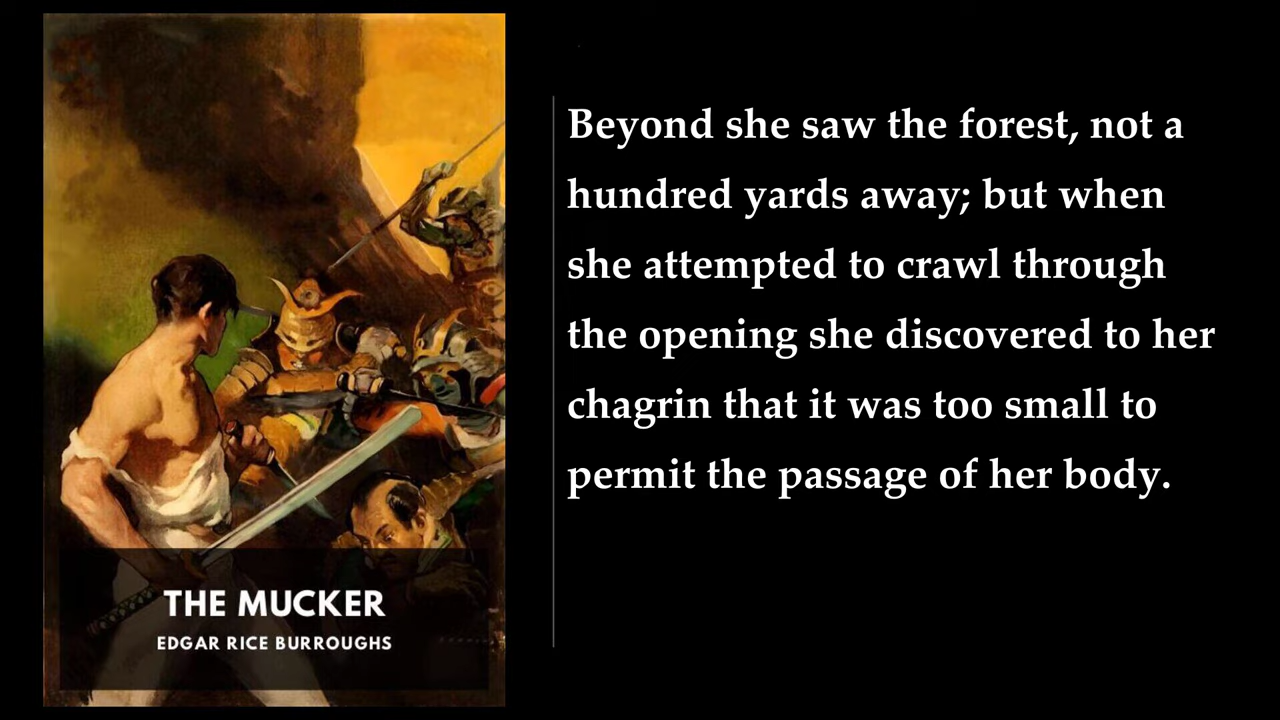 Beyond she saw the forest, not a
hundred yards away; but when
she attempted to crawl through
the opening she discovered to her
chagrin that it was too small to
permit the passage of her body.
THE MUCKER
EDGAR RICE BURROUGHS